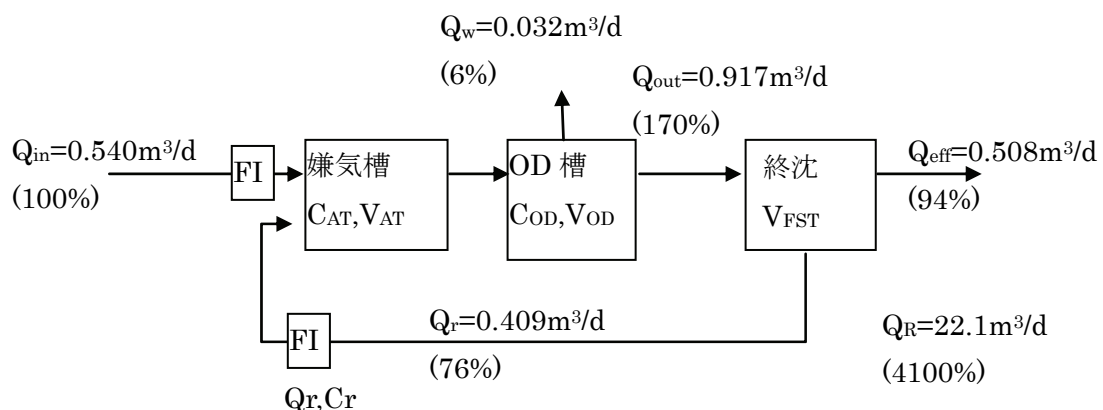 Qw=0.032m³/d
(6%)
Qout=0.917m³/d
(170%)
Qin=0.540m³/d
(100%)
FI
嫌気槽
CAT,VAT
OD 槽
COD,VOD
終沈
VFST
Qeff=0.508m³/d
(94%)
FI
Qr=0.409m³/d
(76%)
QR=22.1m³/d
(4100%)
Qr,Cr